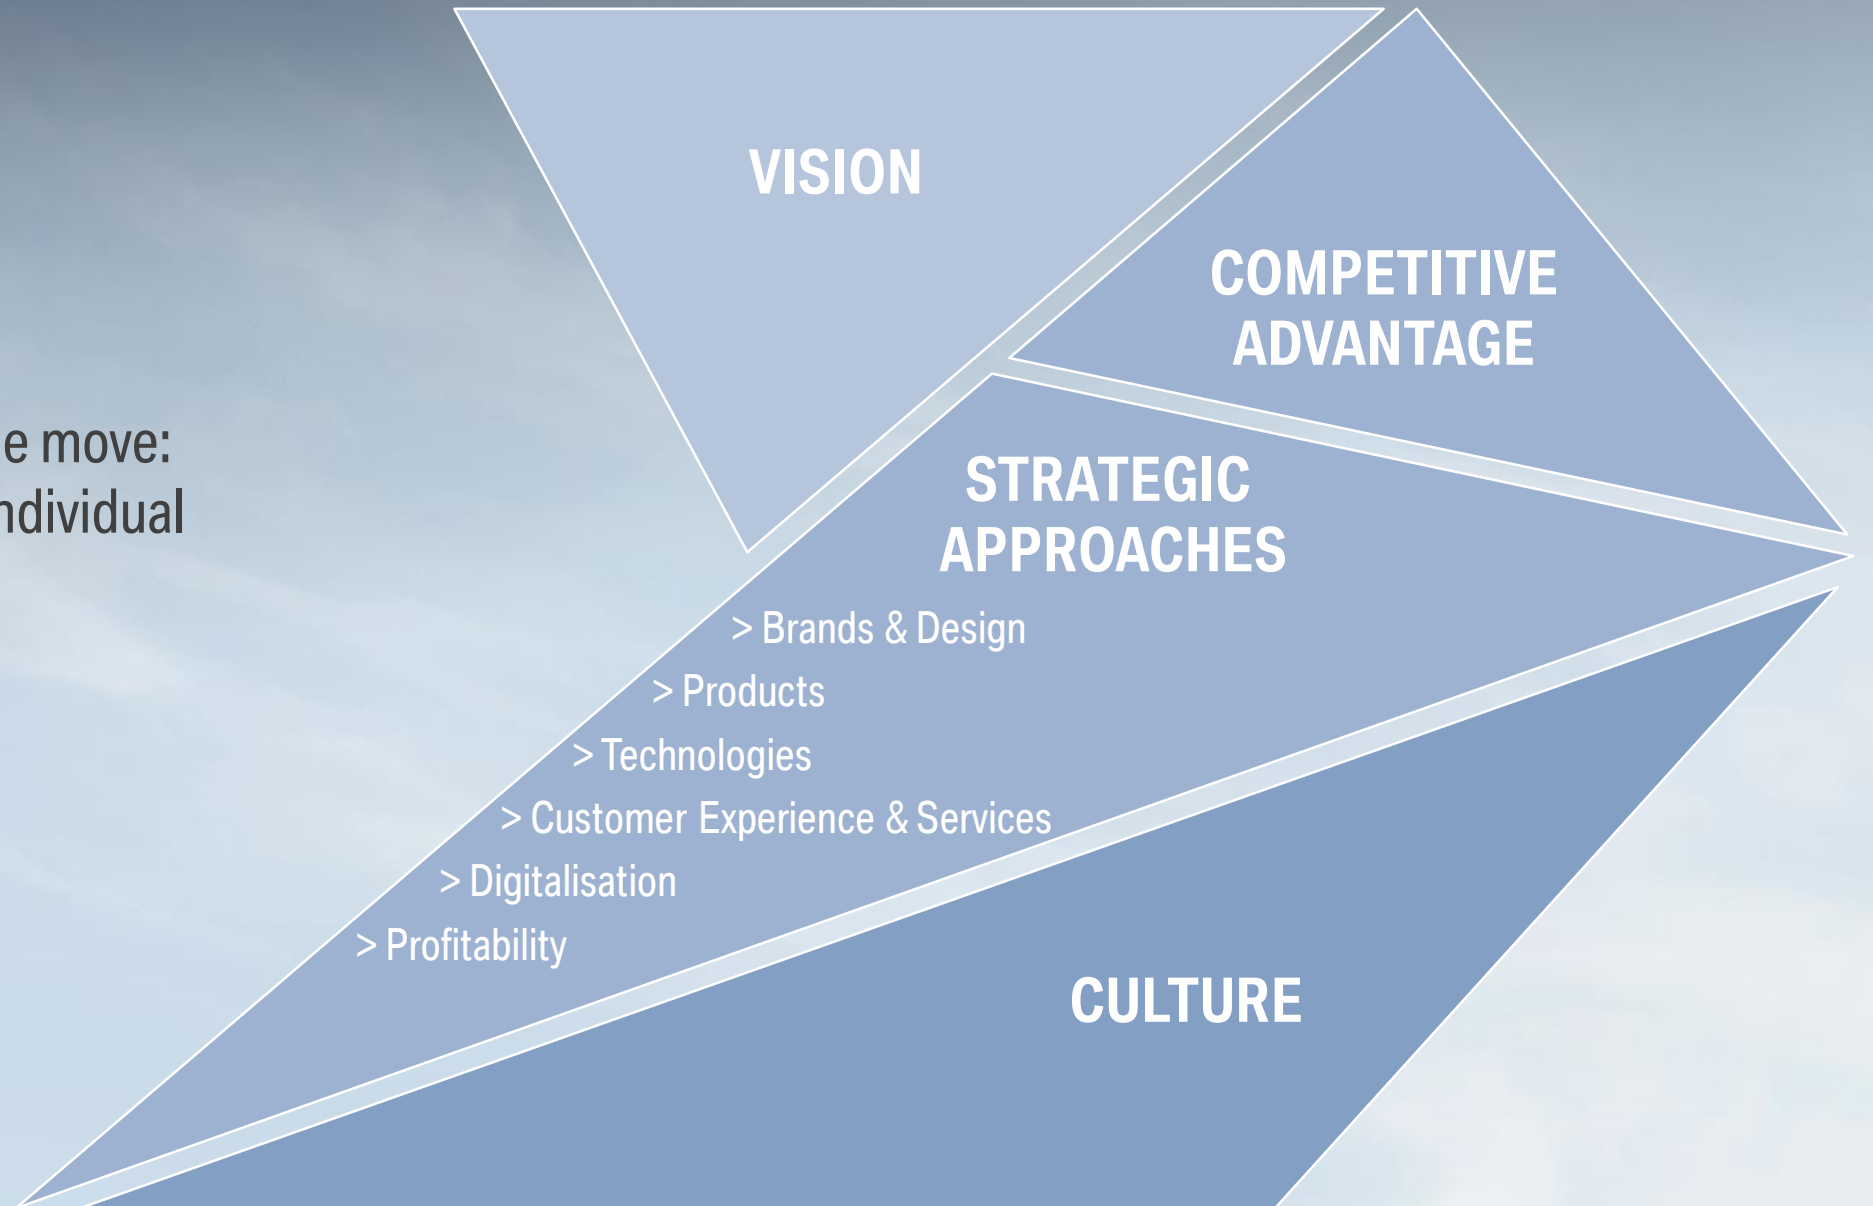 VISION
COMPETITIVE
ADVANTAGE
e move:
ndividual
STRATEGIC
APPROACHES
> Brands & Design
> Products
> Technologies
> Customer Experience & Services
> Digitalisation
> Profitability
CULTURE